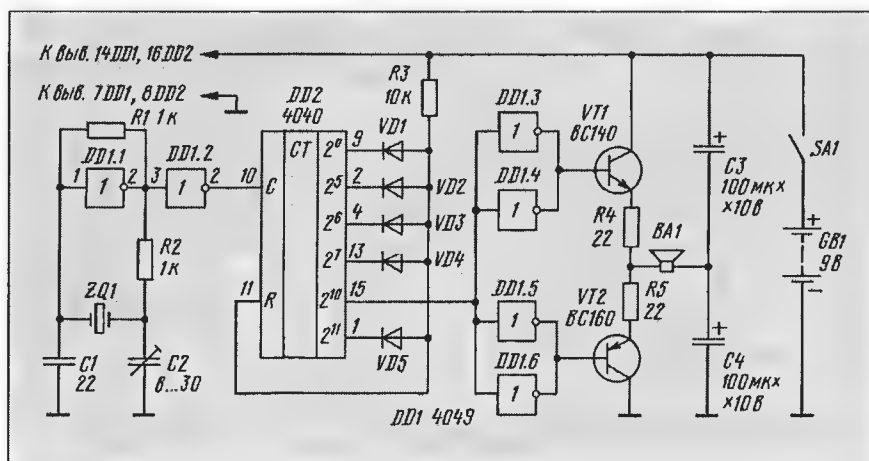 К выв. 14DD1, 16DD2
К выв. 7DD1, 8DD2
R1 1к
DD1.1
DD1.2
1
1
2
3
1
2
R2
1к
ZQ1
C1
22
C2
8...30
DD2
4040
10
C
CT
11
R
2⁰
9
2⁵
2
2⁶
4
2⁷
13
2¹⁰
15
2¹¹
1
VD1
VD2
VD3
VD4
VD5
R3
10к
DD1.3
1
DD1.4
1
DD1.5
1
DD1.6
1
DD1 4049
VT1
BC140
R4
22
BA1
R5
22
VT2
BC160
+
C3
100мк×
×10В
+
C4
100мк×
×10В
SA1
+
GB1
9В
-